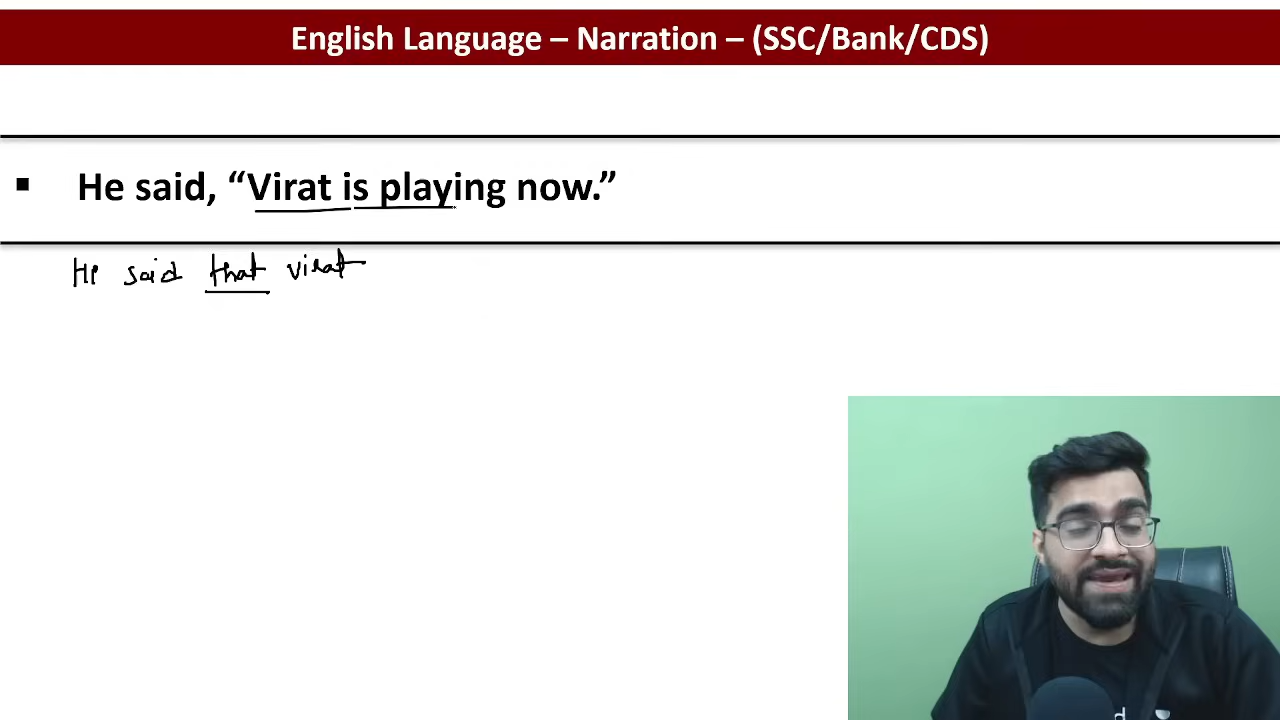 English Language – Narration – (SSC/Bank/CDS)
▪ He said, “Virat is playing now.”
He said that virat